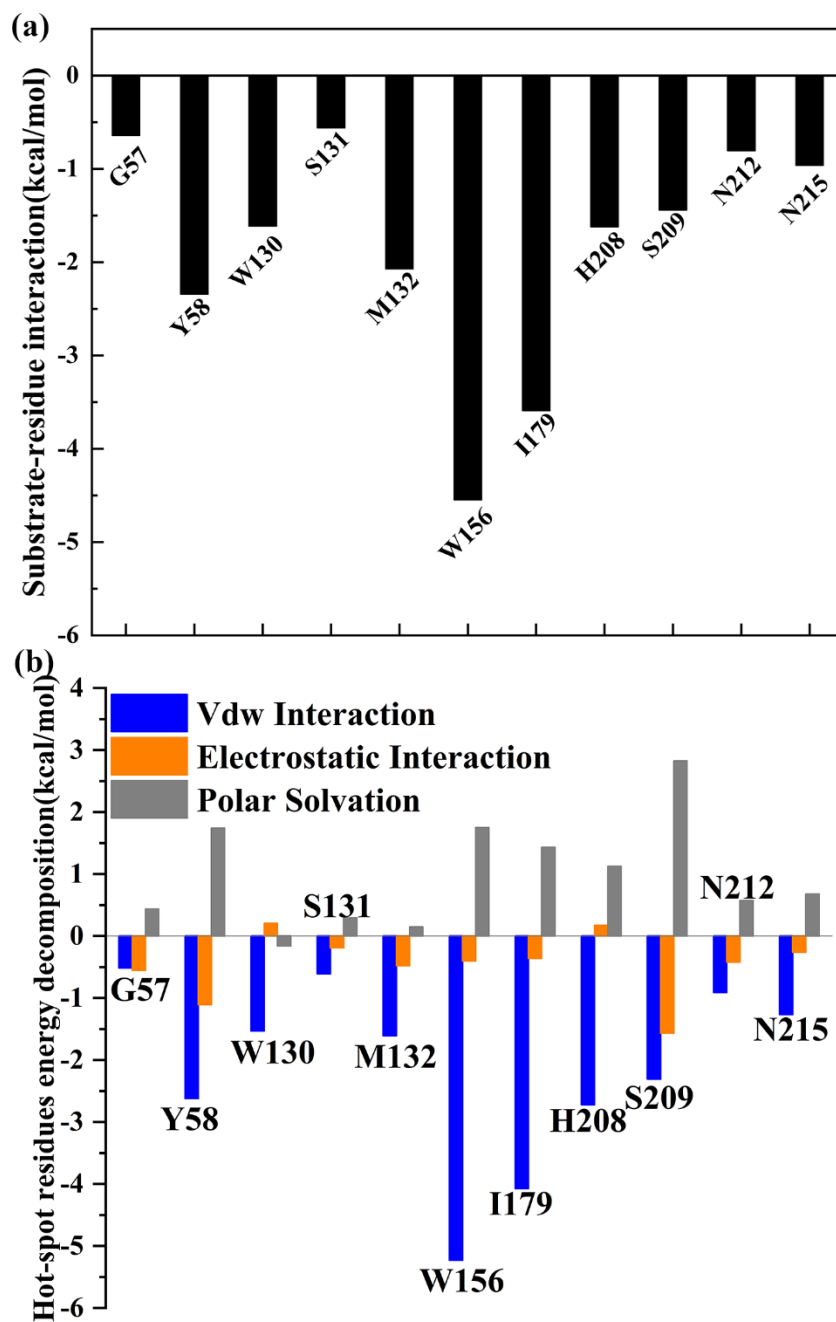 (a)
Substrate-residue interaction(kcal/mol)
0
-1
-2
-3
-4
-5
-6
G57
Y58
W130
S131
M132
W156
I179
H208
S209
N212
N215
(b)
Hot-spot residues energy decomposition(kcal/mol)
4
3
2
1
0
-1
-2
-3
-4
-5
-6
Vdw Interaction
Electrostatic Interaction
Polar Solvation
G57
Y58
W130
S131
M132
W156
I179
H208
S209
N212
N215